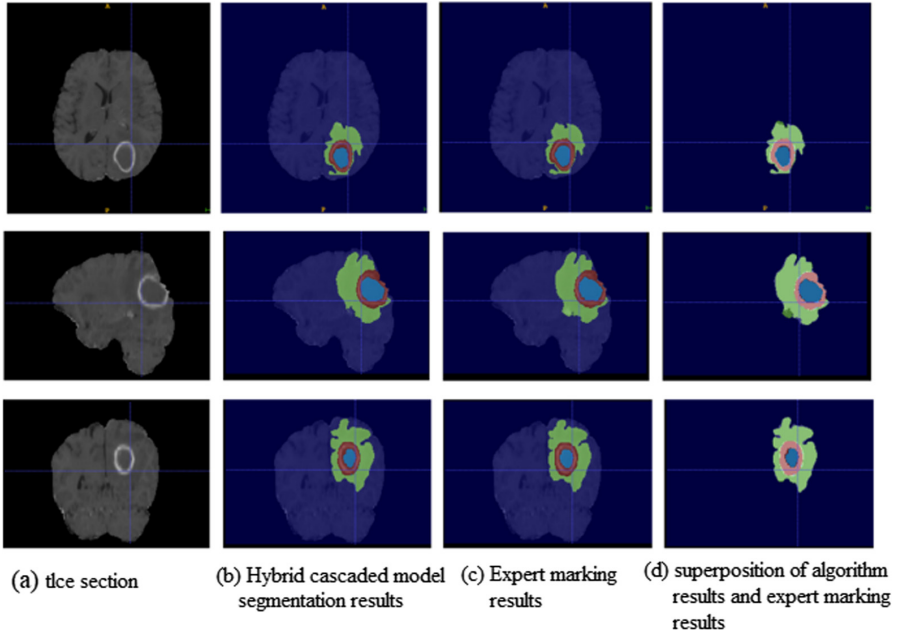 A
A
A
A
P
P
P
P
(a) tlce section
(b) Hybrid cascaded model
segmentation results
(c) Expert marking
results
(d) superposition of algorithm
results and expert marking
results